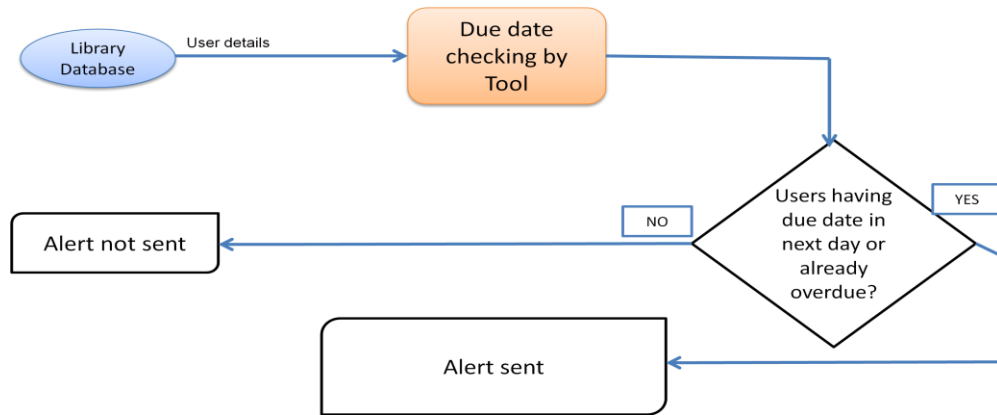 Library
Database
User details
Due date
checking by
Tool
Users having
due date in
next day or
already
overdue?
YES
NO
Alert not sent
Alert sent